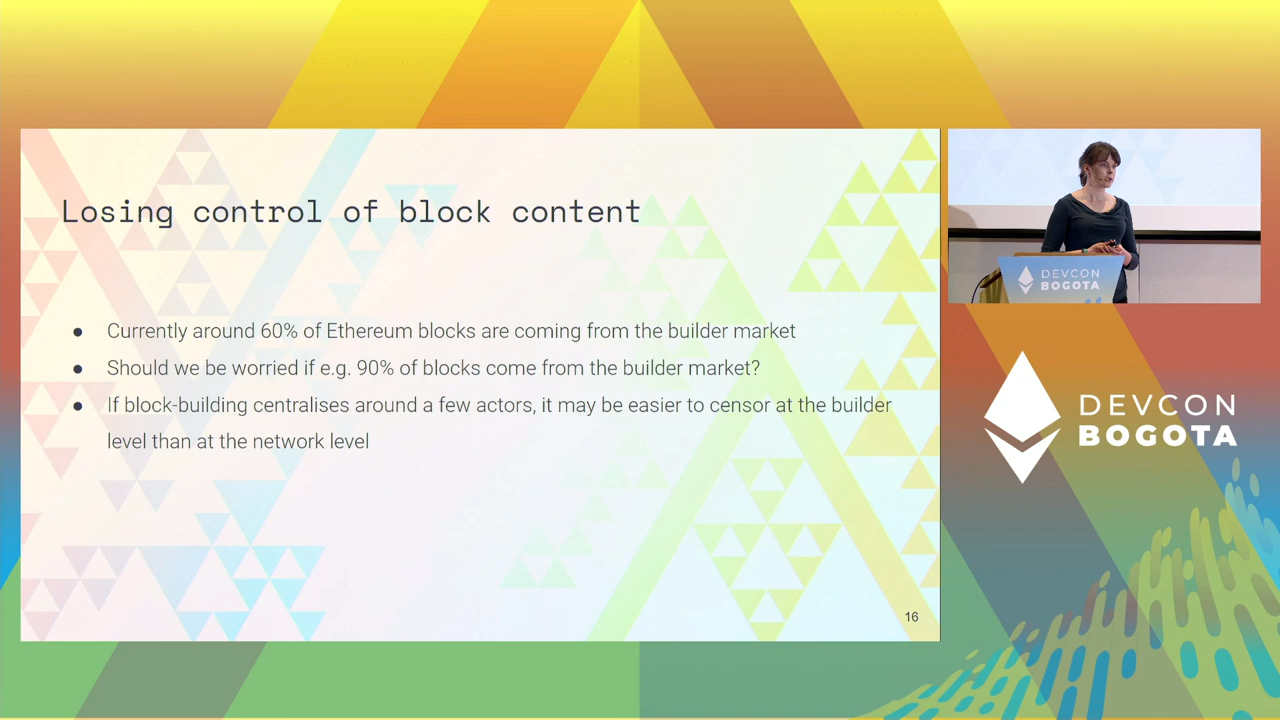 Losing control of block content
● Currently around 60% of Ethereum blocks are coming from the builder market
● Should we be worried if e.g. 90% of blocks come from the builder market?
● If block-building centralises around a few actors, it may be easier to censor at the builder
level than at the network level
16
DEVCON
BOGOTA
DEVCON
BOGOTA